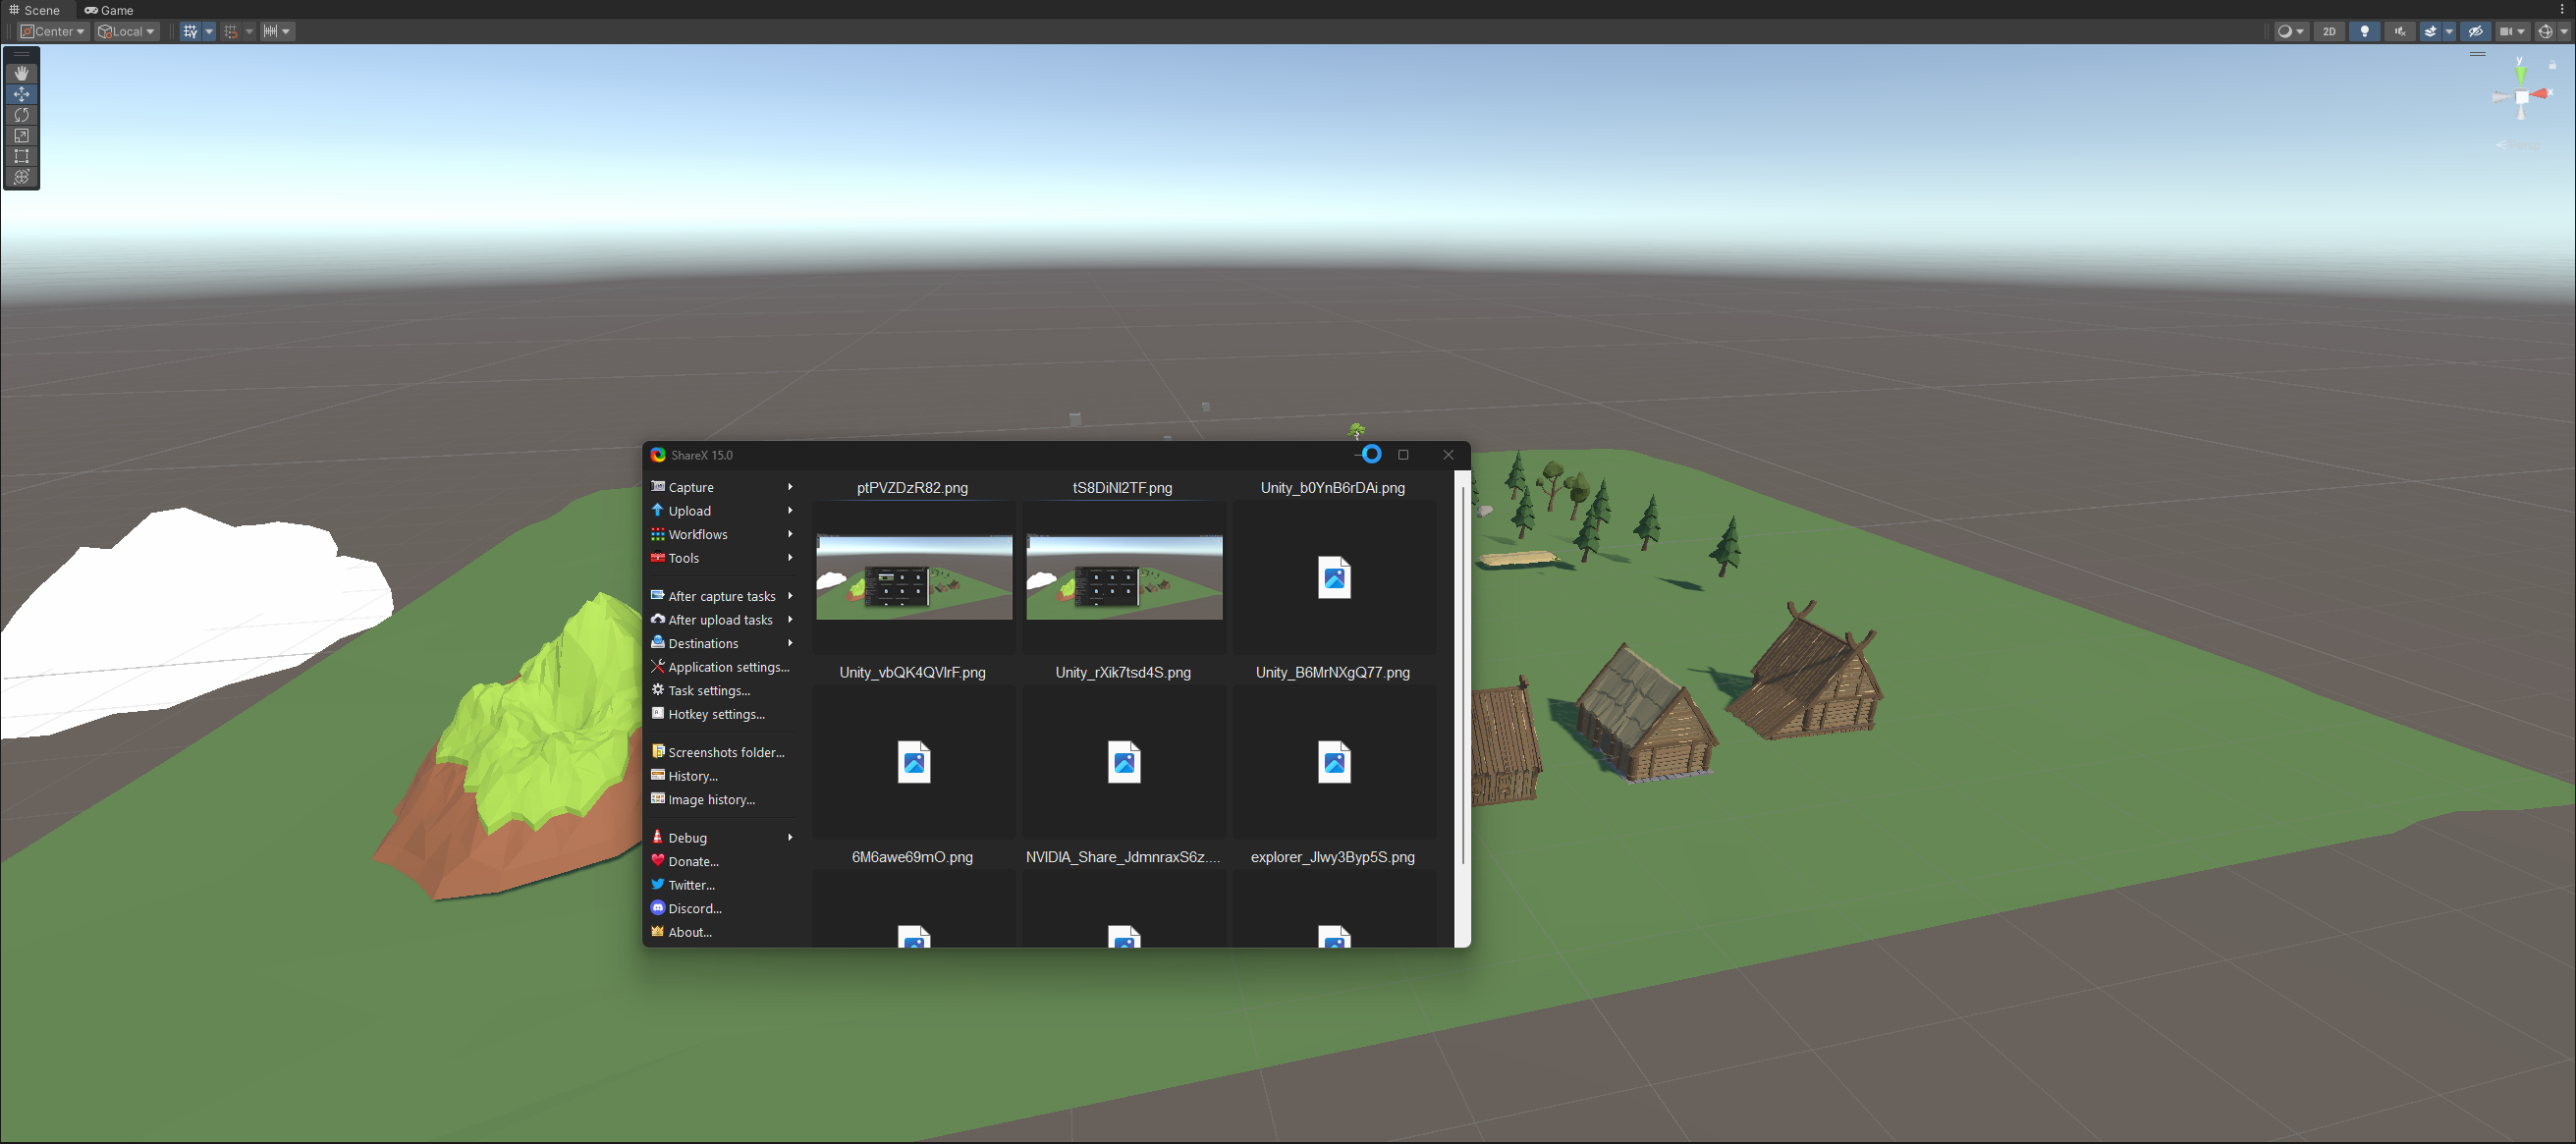 Scene
Game
Center
Local
2D
y
x
Persp
ShareX 15.0
Capture
Upload
Workflows
Tools
After capture tasks
After upload tasks
Destinations
Application settings...
Task settings...
Hotkey settings...
Screenshots folder...
History...
Image history...
Debug
Donate...
Twitter...
Discord...
About...
ptPVZDzR82.png
tS8DiNl2TF.png
Unity_b0YnB6rDAi.png
Unity_vbQK4QVlrF.png
Unity_rXik7tsd4S.png
Unity_B6MrNXgQ77.png
6M6awe69mO.png
NVIDIA_Share_JdmnraxS6z....
explorer_Jlwy3Byp5S.png